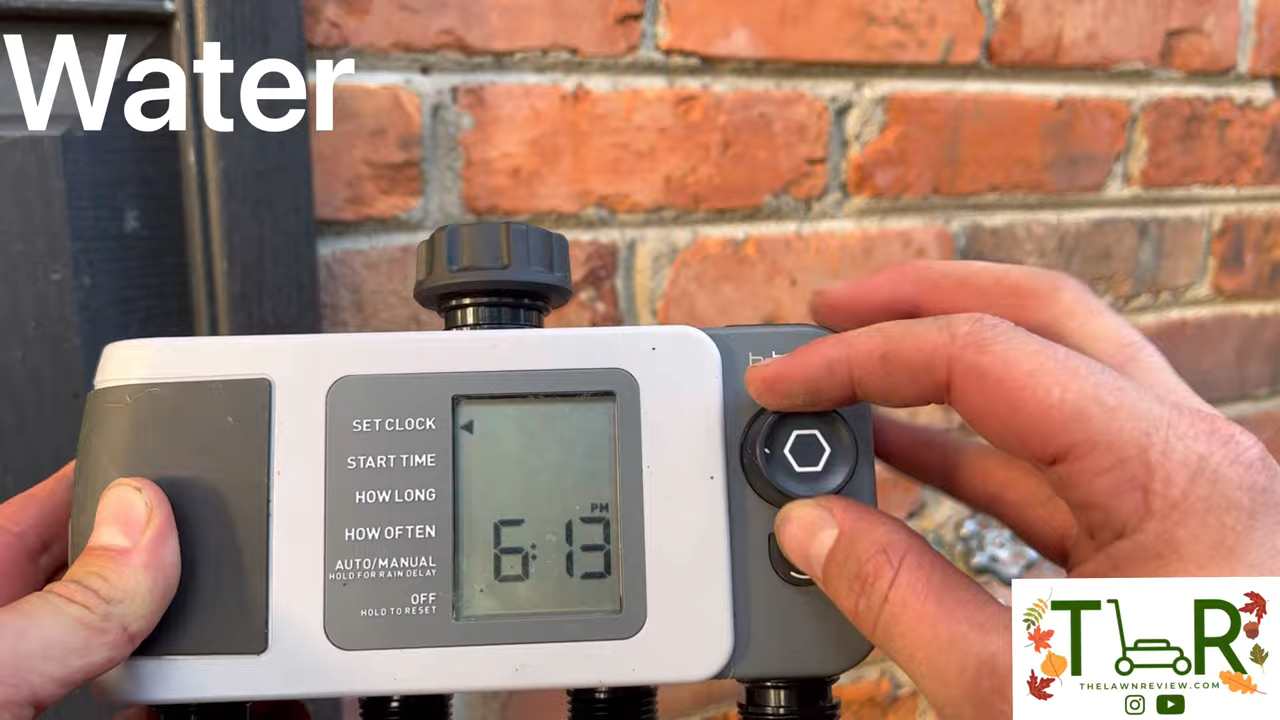 Water
SET CLOCK
START TIME
HOW LONG
HOW OFTEN
AUTO/MANUAL
HOLD FOR RAIN DELAY
OFF
HOLD TO RESET
PM
6:13
TLR
THELAWNREVIEW.COM